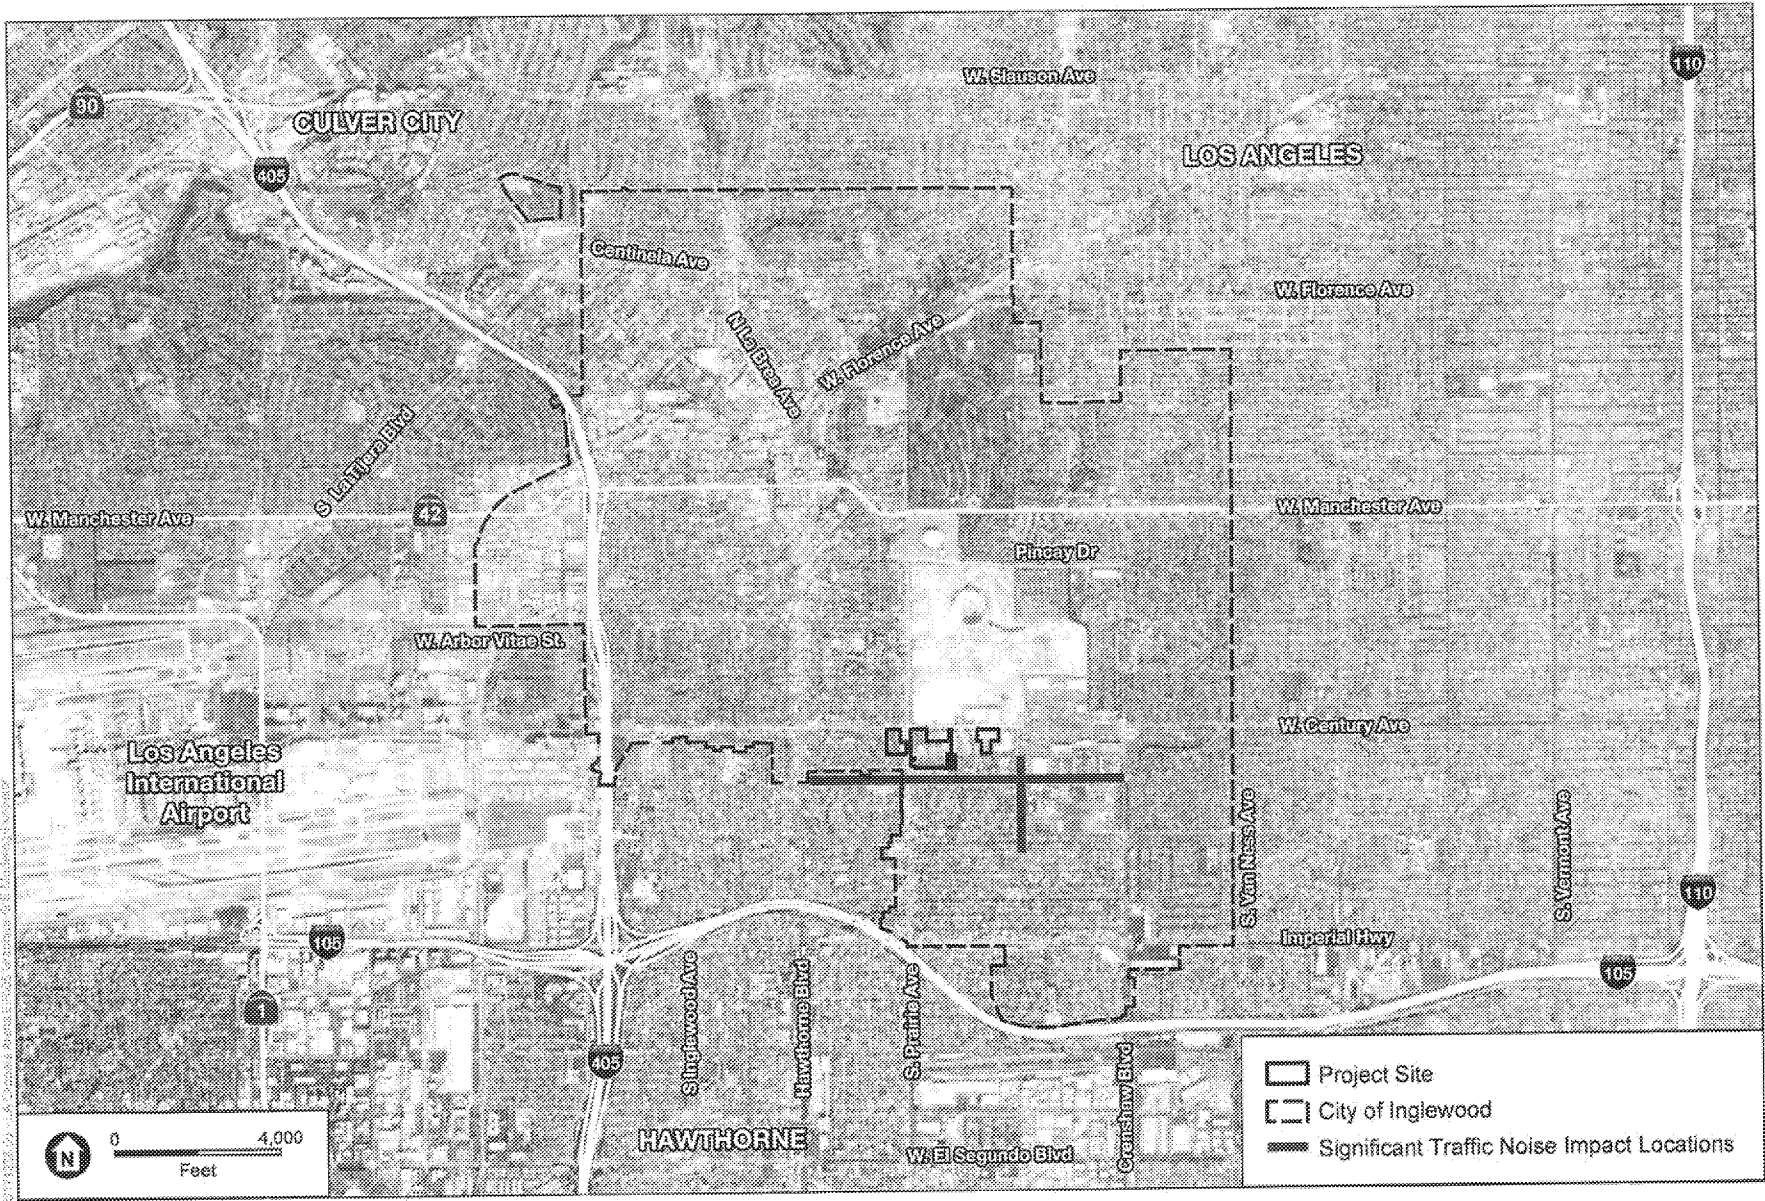 W. Slauson Ave
110
90
CULVER CITY
LOS ANGELES
405
Centinela Ave
W. Florence Ave
N La Brea Ave
W. Florence Ave
S LaTijera Blvd
W. Manchester Ave
42
W. Manchester Ave
Pincay Dr
W. Arbor Vitae St.
W. Century Ave
Los Angeles
International
Airport
S. Van Ness Ave
S. Vermont Ave
110
105
Imperial Hwy
105
1
S Inglewood Ave
Hawthorne Blvd
S. Prairie Ave
405
Crenshaw Blvd
HAWTHORNE
W. El Segundo Blvd
N
0 4,000
Feet
Project Site
City of Inglewood
Significant Traffic Noise Impact Locations